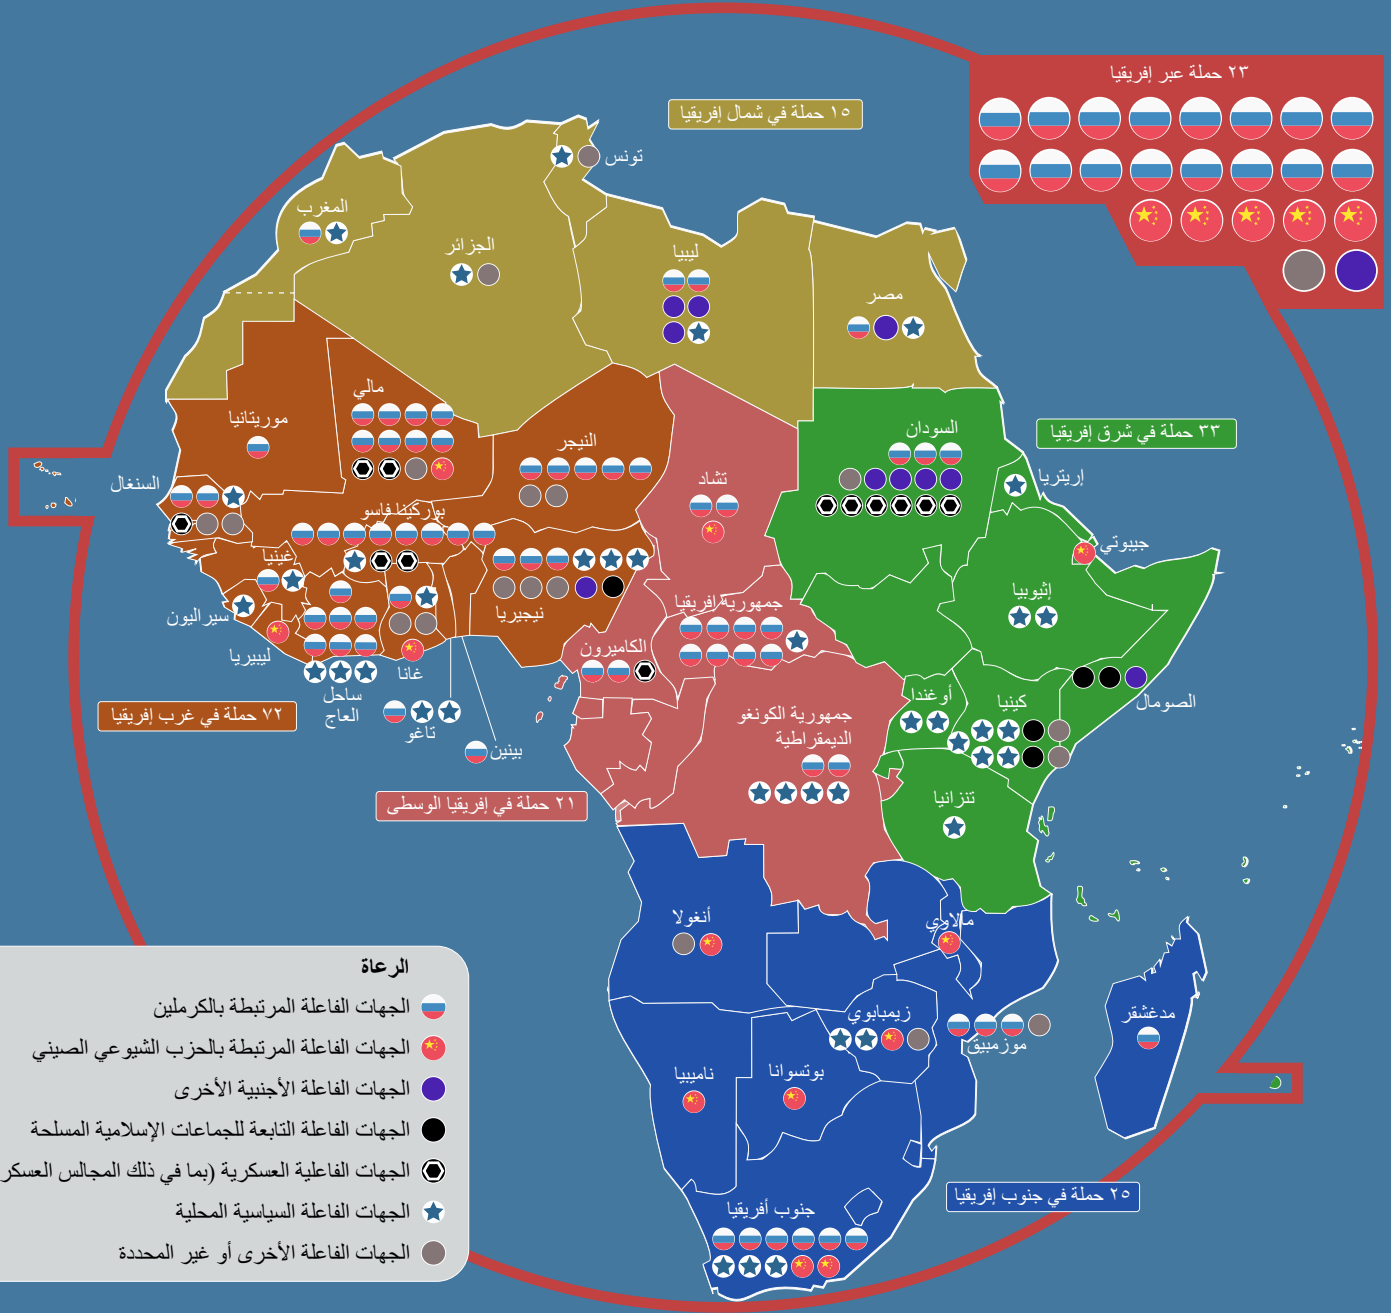 ٢٣ حملة عبر إفريقيا
١٥ حملة في شمال إفريقيا
تونس
المغرب
الجزائر
ليبيا
مصر
٣٣ حملة في شرق إفريقيا
السودان
إريتريا
جيبوتي
إثيوبيا
الصومال
كينيا
أوغندا
تنزانيا
موريتانيا
مالي
النيجر
السنغال
بوركينا فاسو
غينيا
سيراليون
ليبيريا
ساحل
العاج
غانا
تاغو
بينين
نيجيريا
٧٢ حملة في غرب إفريقيا
تشاد
جمهورية إفريقيا
الكاميرون
جمهورية الكونغو
الديمقراطية
٢١ حملة في إفريقيا الوسطى
أنغولا
مالاوي
زيمبابوي
موزمبيق
مدغشقر
ناميبيا
بوتسوانا
جنوب أفريقيا
٢٥ حملة في جنوب إفريقيا
الرعاة
الجهات الفاعلة المرتبطة بالكرملين
الجهات الفاعلة المرتبطة بالحزب الشيوعي الصيني
الجهات الفاعلة الأجنبية الأخرى
الجهات الفاعلة التابعة للجماعات الإسلامية المسلحة
الجهات الفاعلية العسكرية (بما في ذلك المجالس العسكر
الجهات الفاعلة السياسية المحلية
الجهات الفاعلة الأخرى أو غير المحددة